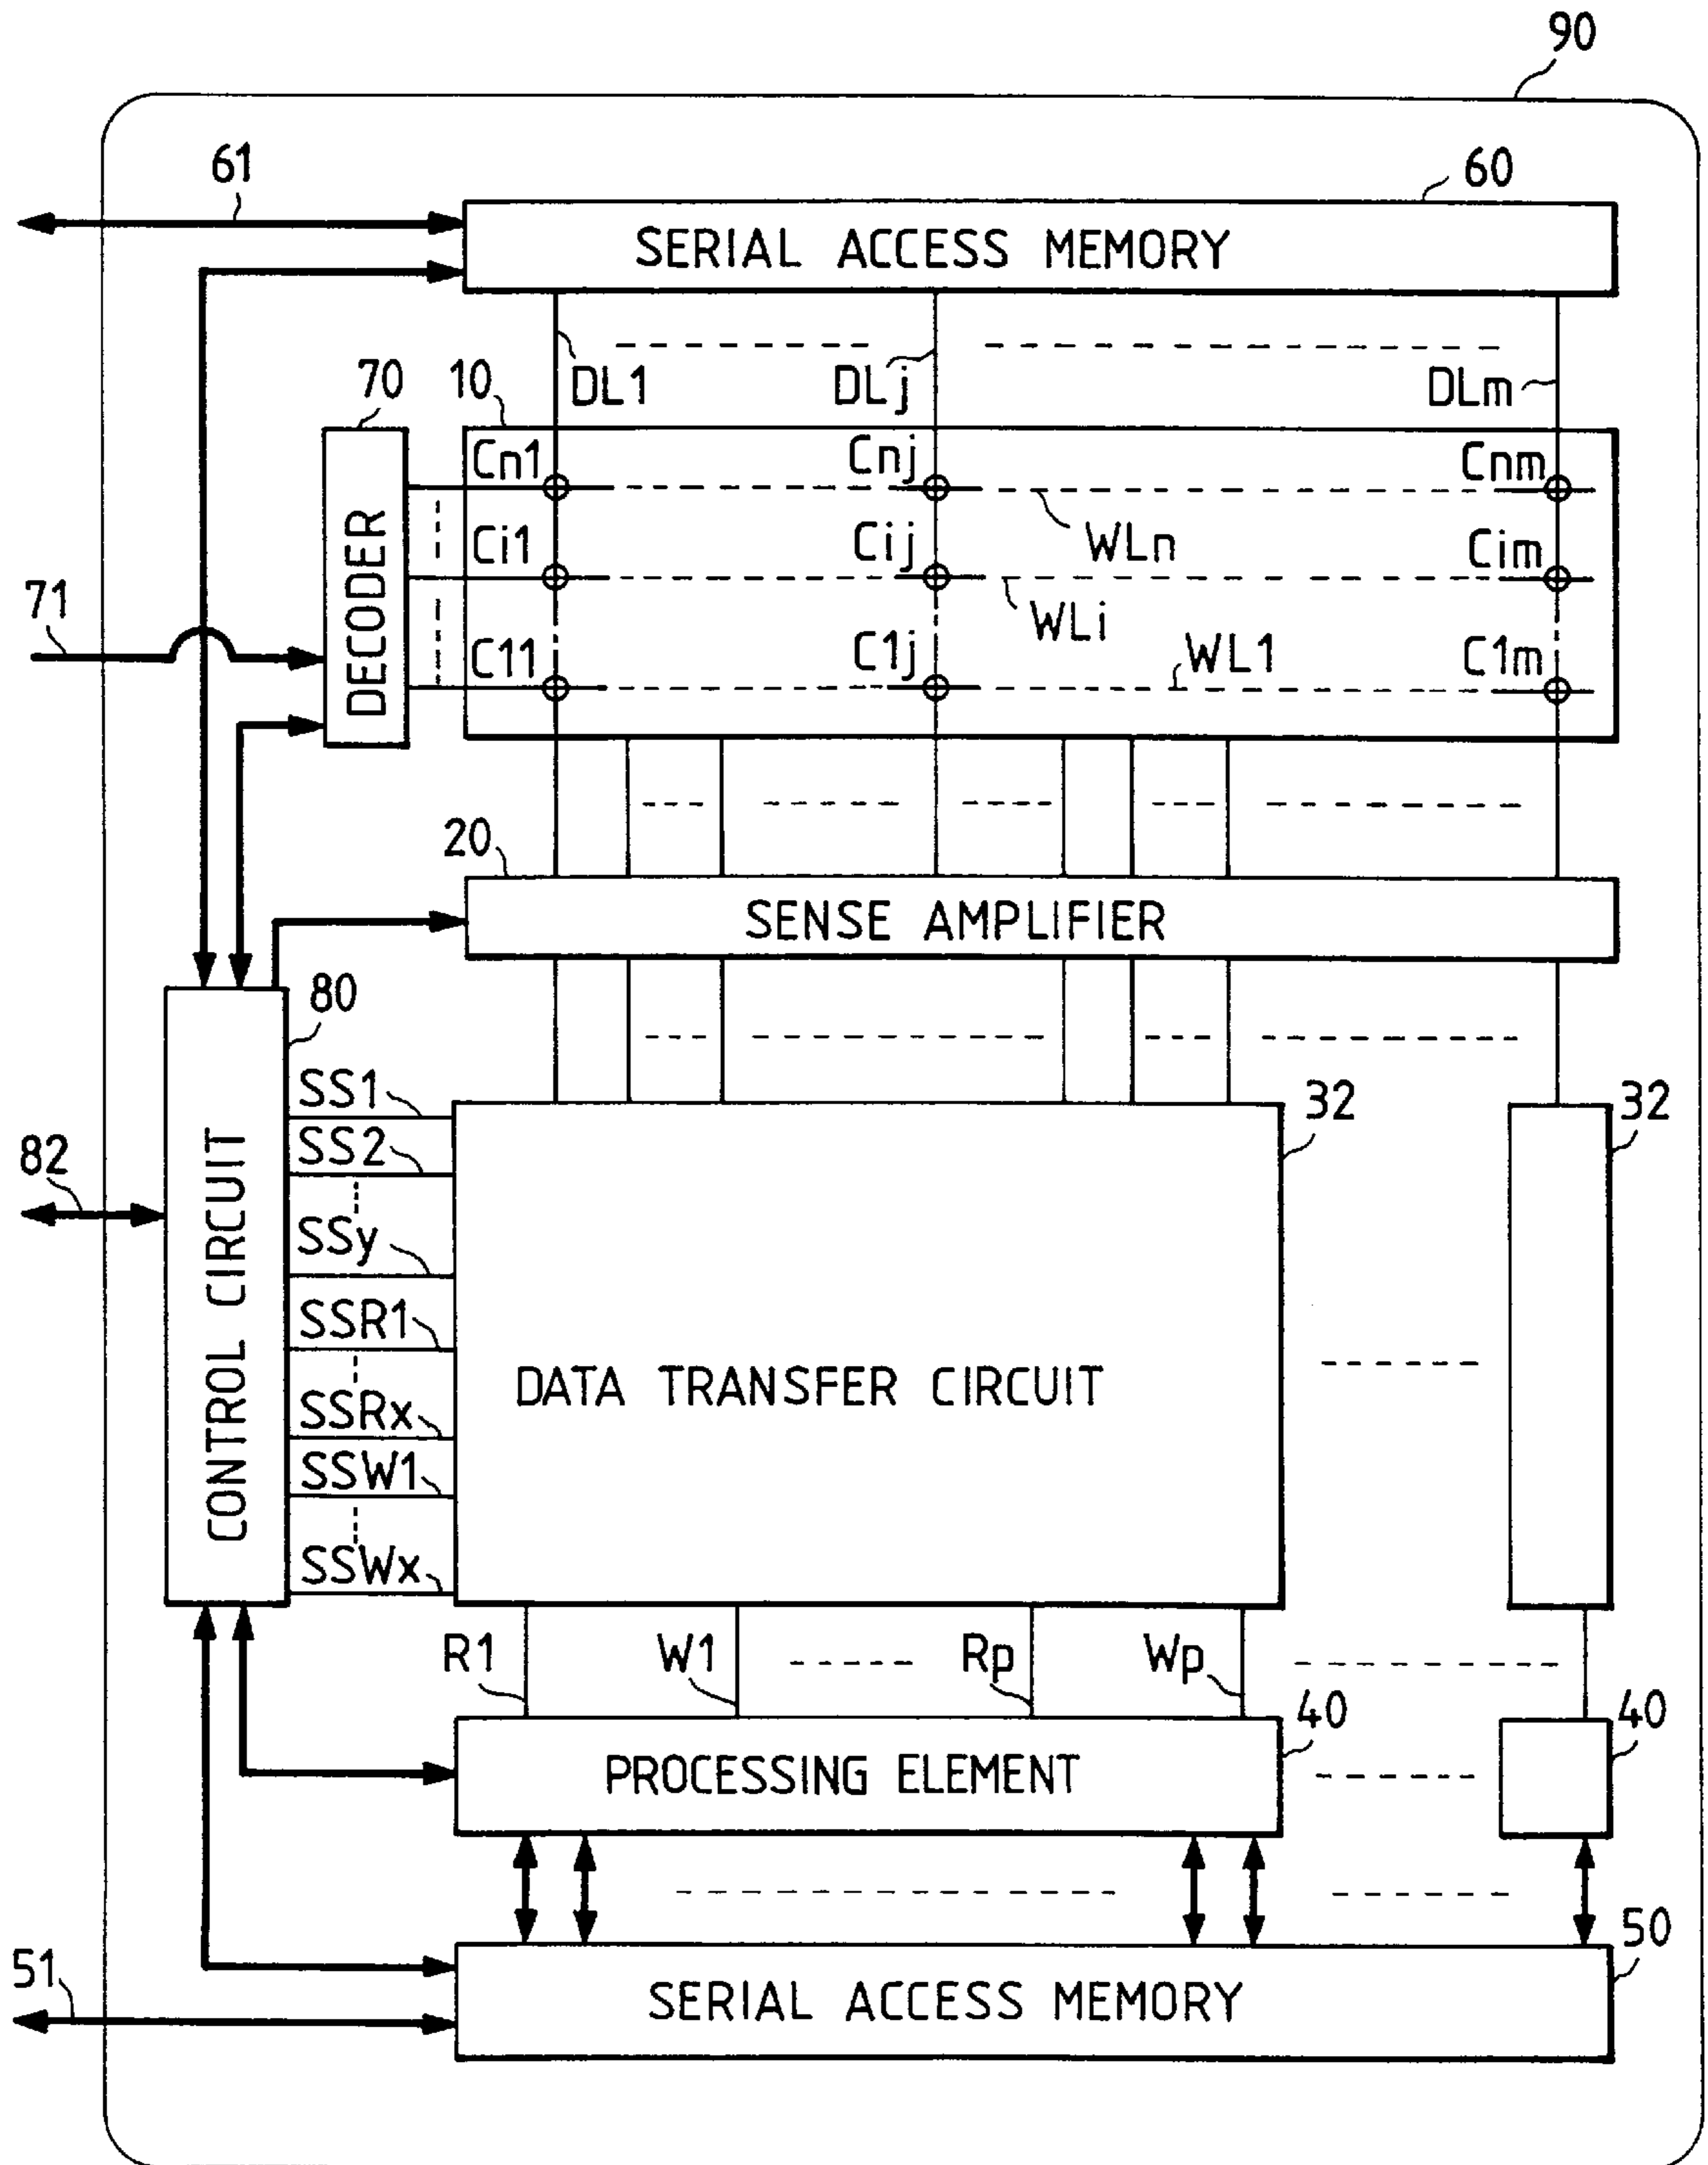 90
61
60
SERIAL ACCESS MEMORY
DL1
DLj
DLm
70
10
DECODER
Cn1
Cnj
Cnm
WLn
Ci1
Cij
Cim
WLi
71
C11
C1j
WL1
C1m
20
SENSE AMPLIFIER
80
CONTROL CIRCUIT
82
SS1
SS2
SSy
SSR1
SSRx
SSW1
SSWx
32
32
DATA TRANSFER CIRCUIT
R1
W1
Rp
Wp
40
40
PROCESSING ELEMENT
50
51
SERIAL ACCESS MEMORY